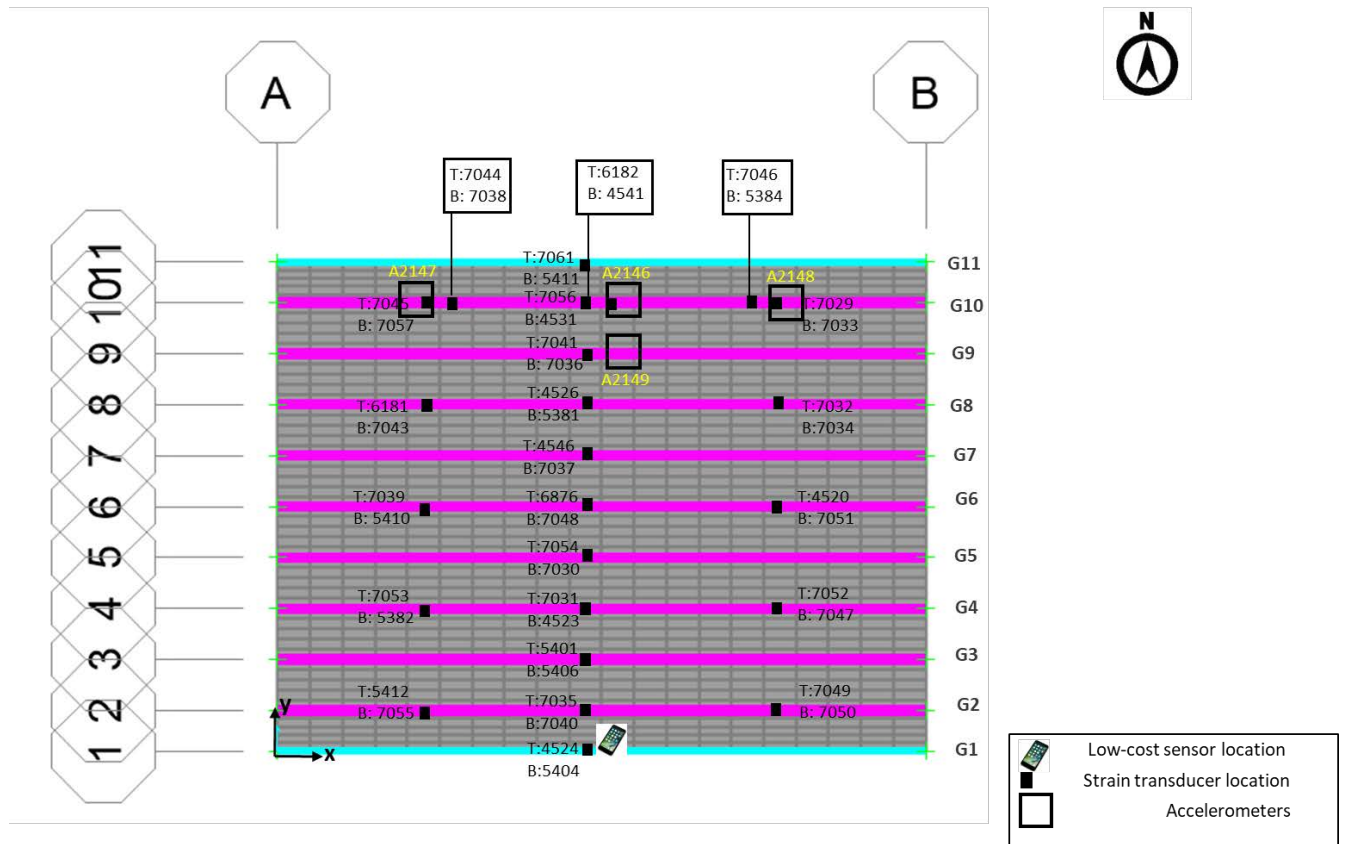 N
A
B
T:7044
B: 7038
T:6182
B: 4541
T:7046
B: 5384
11
T:7061
G11
A2147
B: 5411
A2146
A2148
10
T:7045
T:7056
T:7029
G10
B: 7057
B:4531
B: 7033
9
T:7041
G9
B: 7036
A2149
8
T:6181
T:4526
T:7032
G8
B:7043
B:5381
B: 7034
7
T:4546
G7
B:7037
6
T:7039
T:6876
T:4520
G6
B: 5410
B:7048
B: 7051
5
T:7054
G5
B: 7030
4
T:7053
T:7031
T:7052
G4
B: 5382
B:4523
B: 7047
3
T:5401
G3
B:5406
2
T:5412
T:7035
T:7049
G2
B: 7055
B:7040
B: 7050
y
x
1
T:4524
G1
B:5404
Low-cost sensor location
Strain transducer location
Accelerometers